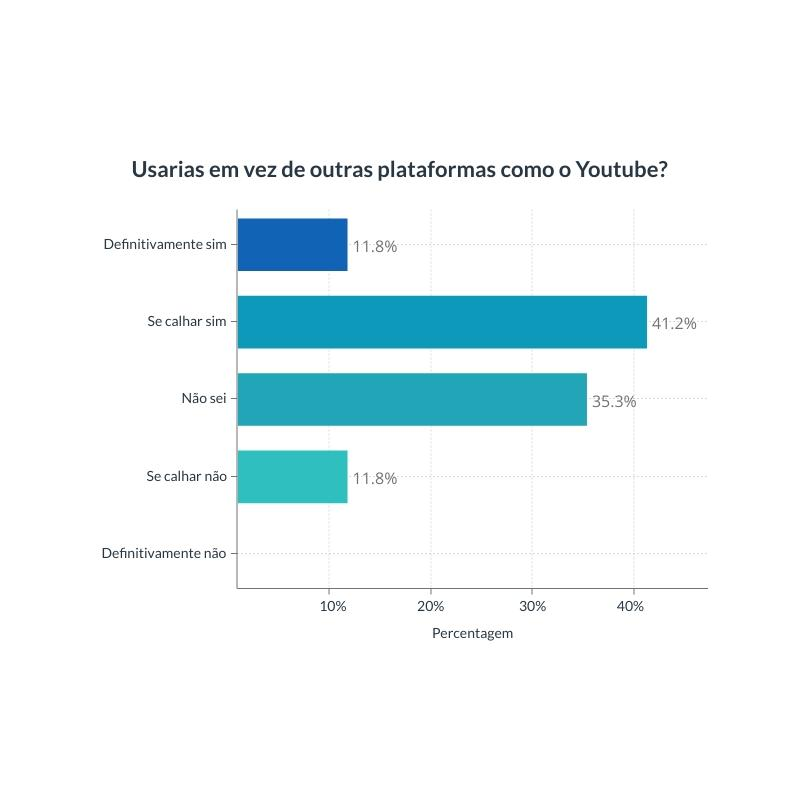 Usarias em vez de outras plataformas como o Youtube?
Definitivamente sim
11.8%
Se calhar sim
41.2%
Não sei
35.3%
Se calhar não
11.8%
Definitivamente não
10% 20% 30% 40%
Percentagem